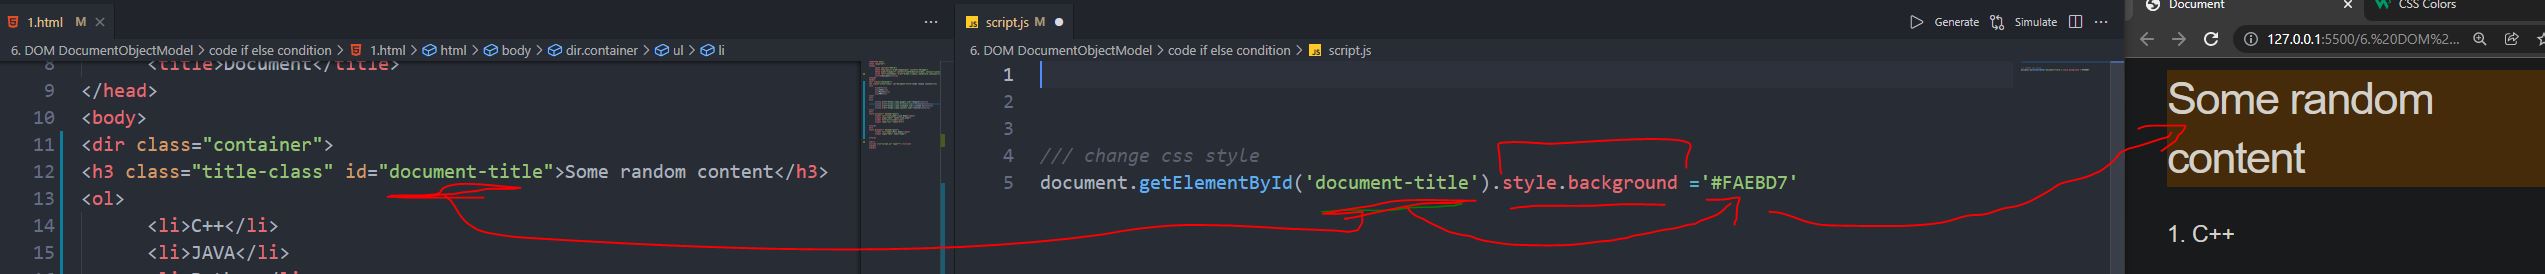 1.html M
6. DOM DocumentObjectModel > code if else condition > 1.html > html > body > dir.container > ul > li
8 <title>Document</title>
9 </head>
10 <body>
11 <dir class="container">
12 <h3 class="title-class" id="document-title">Some random content</h3>
13 <ol>
14 <li>C++</li>
15 <li>JAVA</li>
script.js M
Generate Simulate
6. DOM DocumentObjectModel > code if else condition > script.js
1
2
3
4 /// change css style
5 document.getElementById('document-title').style.background ='#FAEBD7'
Document
CSS Colors
127.0.0.1:5500/6.%20DOM%2...
Some random
content
1. C++